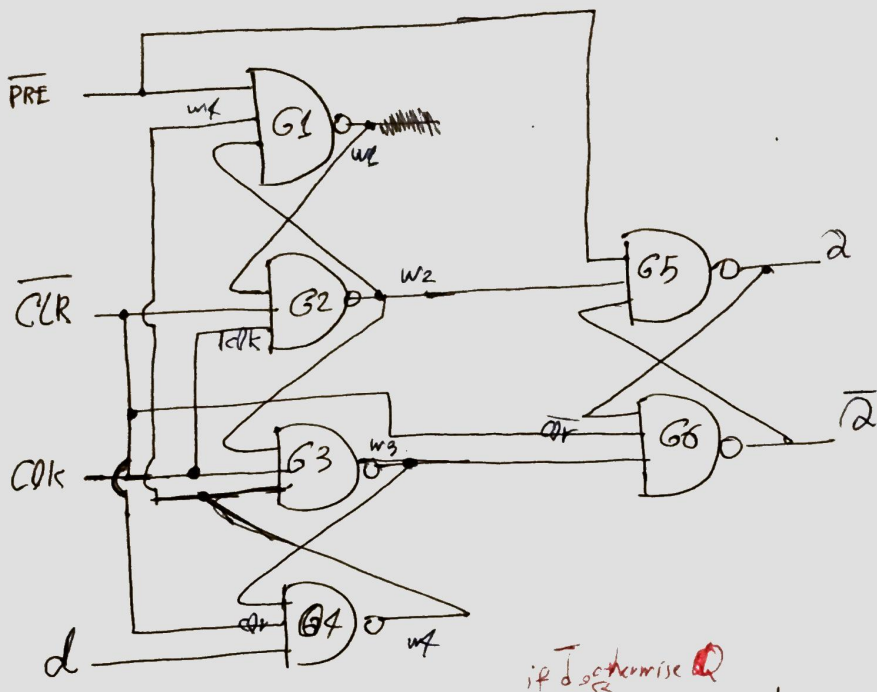 PRE
w4
G1
w1
G2
w2
CLR
clk
G5
Q
G3
w3
clr
G6
Q
Clk
G4
clr
w4
d
if d otherwise Q